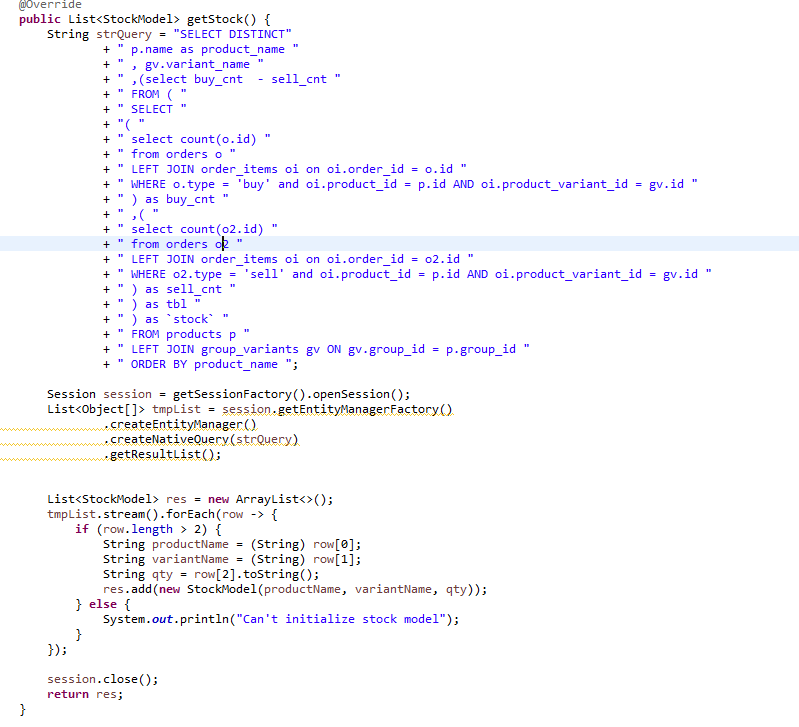 @Override
public List<StockModel> getStock() {
String strQuery = "SELECT DISTINCT"
+ " p.name as product_name "
+ " , gv.variant_name "
+ " ,(select buy_cnt  - sell_cnt "
+ " FROM ( "
+ " SELECT "
+ "( "
+ " select count(o.id) "
+ " from orders o "
+ " LEFT JOIN order_items oi on oi.order_id = o.id "
+ " WHERE o.type = 'buy' and oi.product_id = p.id AND oi.product_variant_id = gv.id "
+ " ) as buy_cnt "
+ " ,( "
+ " select count(o2.id) "
+ " from orders o2 "
+ " LEFT JOIN order_items oi on oi.order_id = o2.id "
+ " WHERE o2.type = 'sell' and oi.product_id = p.id AND oi.product_variant_id = gv.id "
+ " ) as sell_cnt "
+ " ) as tbl "
+ " ) as `stock` "
+ " FROM products p "
+ " LEFT JOIN group_variants gv ON gv.group_id = p.group_id "
+ " ORDER BY product_name ";
Session session = getSessionFactory().openSession();
List<Object[]> tmpList = session.getEntityManagerFactory()
.createEntityManager()
.createNativeQuery(strQuery)
.getResultList();
List<StockModel> res = new ArrayList<>();
tmpList.stream().forEach(row -> {
if (row.length > 2) {
String productName = (String) row[0];
String variantName = (String) row[1];
String qty = row[2].toString();
res.add(new StockModel(productName, variantName, qty));
} else {
System.out.println("Can't initialize stock model");
}
});
session.close();
return res;
}